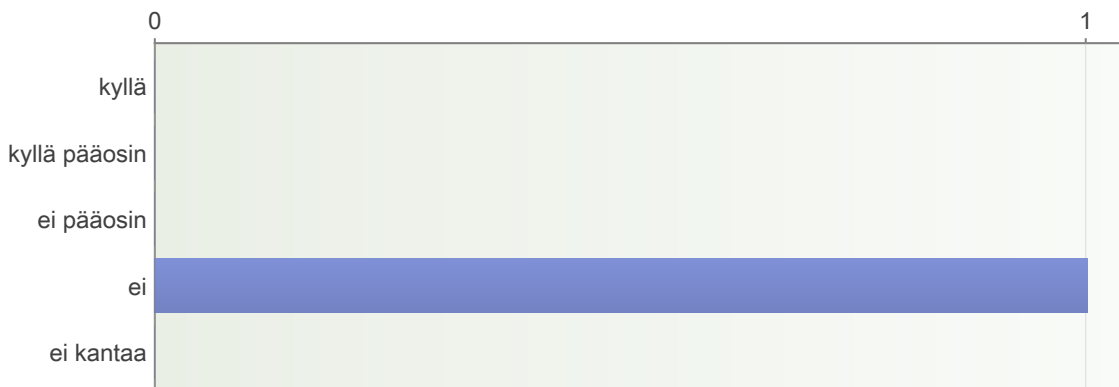 0 1
kyllä
kyllä pääosin
ei pääosin
ei
ei kantaa